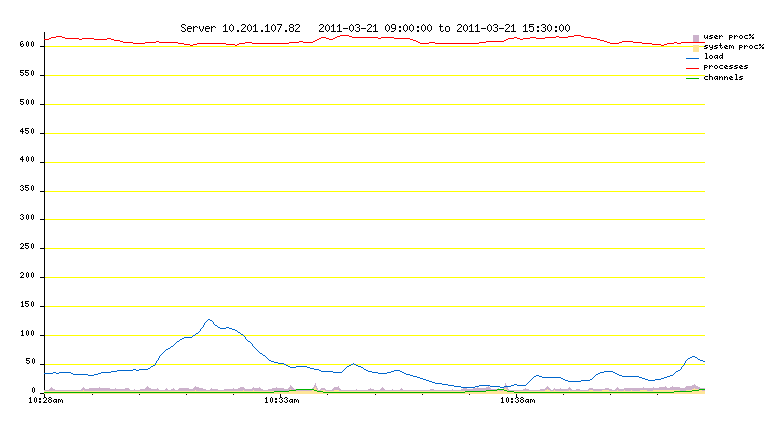 Server 10.201.107.82 2011-03-21 09:00:00 to 2011-03-21 15:30:00
user proc%
system proc%
load
processes
channels
600
550
500
450
400
350
300
250
200
150
100
50
0
10:28am 10:33am 10:38am